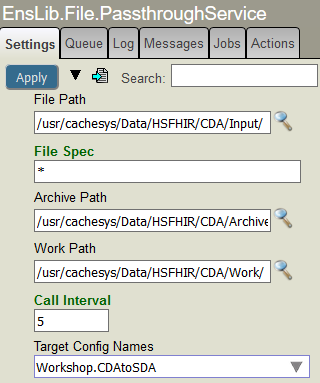 EnsLib.File.PassthroughService
Settings Queue Log Messages Jobs Actions
Apply Search:
File Path
/usr/cachesys/Data/HSFHIR/CDA/Input/
File Spec
*
Archive Path
/usr/cachesys/Data/HSFHIR/CDA/Archive
Work Path
/usr/cachesys/Data/HSFHIR/CDA/Work/
Call Interval
5
Target Config Names
Workshop.CDAtoSDA